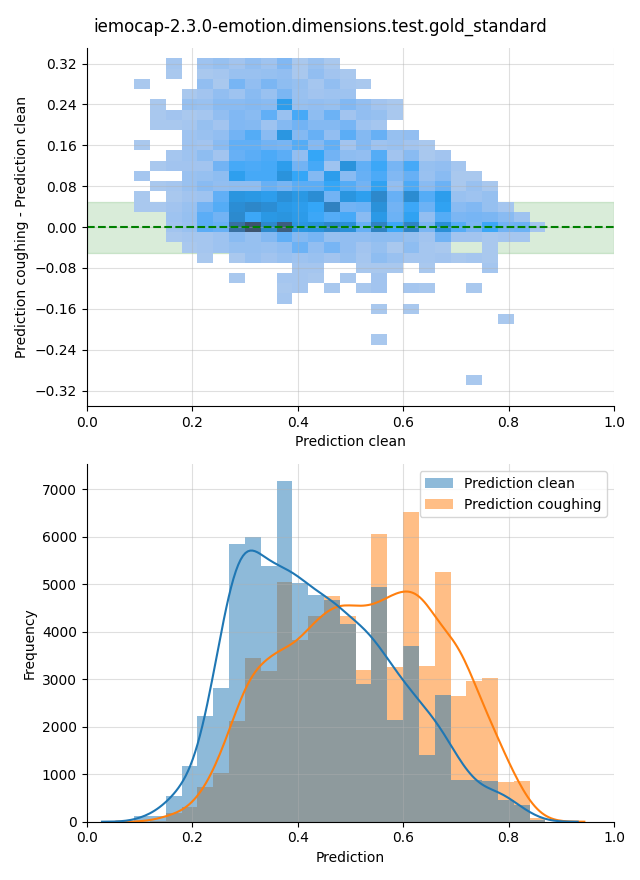 iemocap-2.3.0-emotion.dimensions.test.gold_standard
Prediction coughing - Prediction clean
0.32
0.24
0.16
0.08
0.00
−0.08
−0.16
−0.24
−0.32
0.0 0.2 0.4 0.6 0.8 1.0
Prediction clean
Prediction clean
Prediction coughing
Frequency
7000
6000
5000
4000
3000
2000
1000
0
0.0 0.2 0.4 0.6 0.8 1.0
Prediction